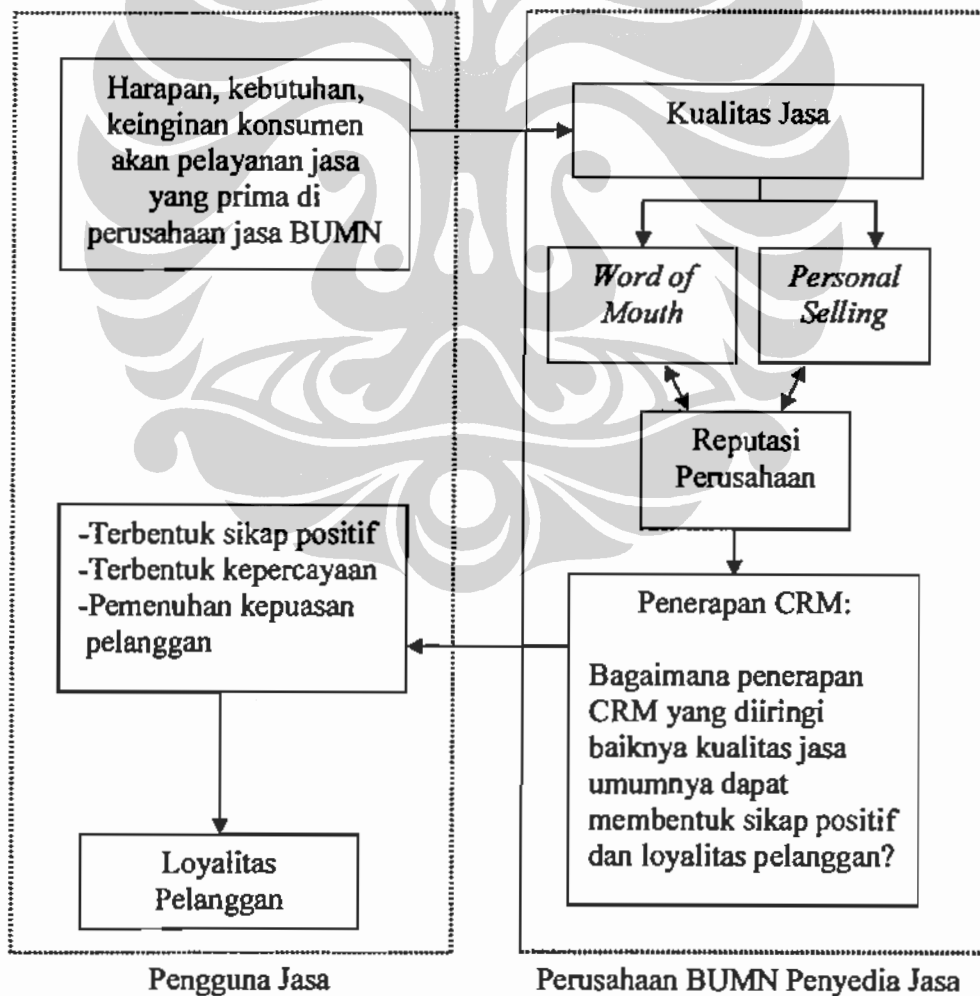 Harapan, kebutuhan,
keinginan konsumen
akan pelayanan jasa
yang prima di
perusahaan jasa BUMN
Kualitas Jasa
Word of
Mouth
Personal
Selling
Reputasi
Perusahaan
Penerapan CRM:
Bagaimana penerapan
CRM yang diiringi
baiknya kualitas jasa
umumnya dapat
membentuk sikap positif
dan loyalitas pelanggan?
-Terbentuk sikap positif
-Terbentuk kepercayaan
-Pemenuhan kepuasan
pelanggan
Loyalitas
Pelanggan
Pengguna Jasa
Perusahaan BUMN Penyedia Jasa